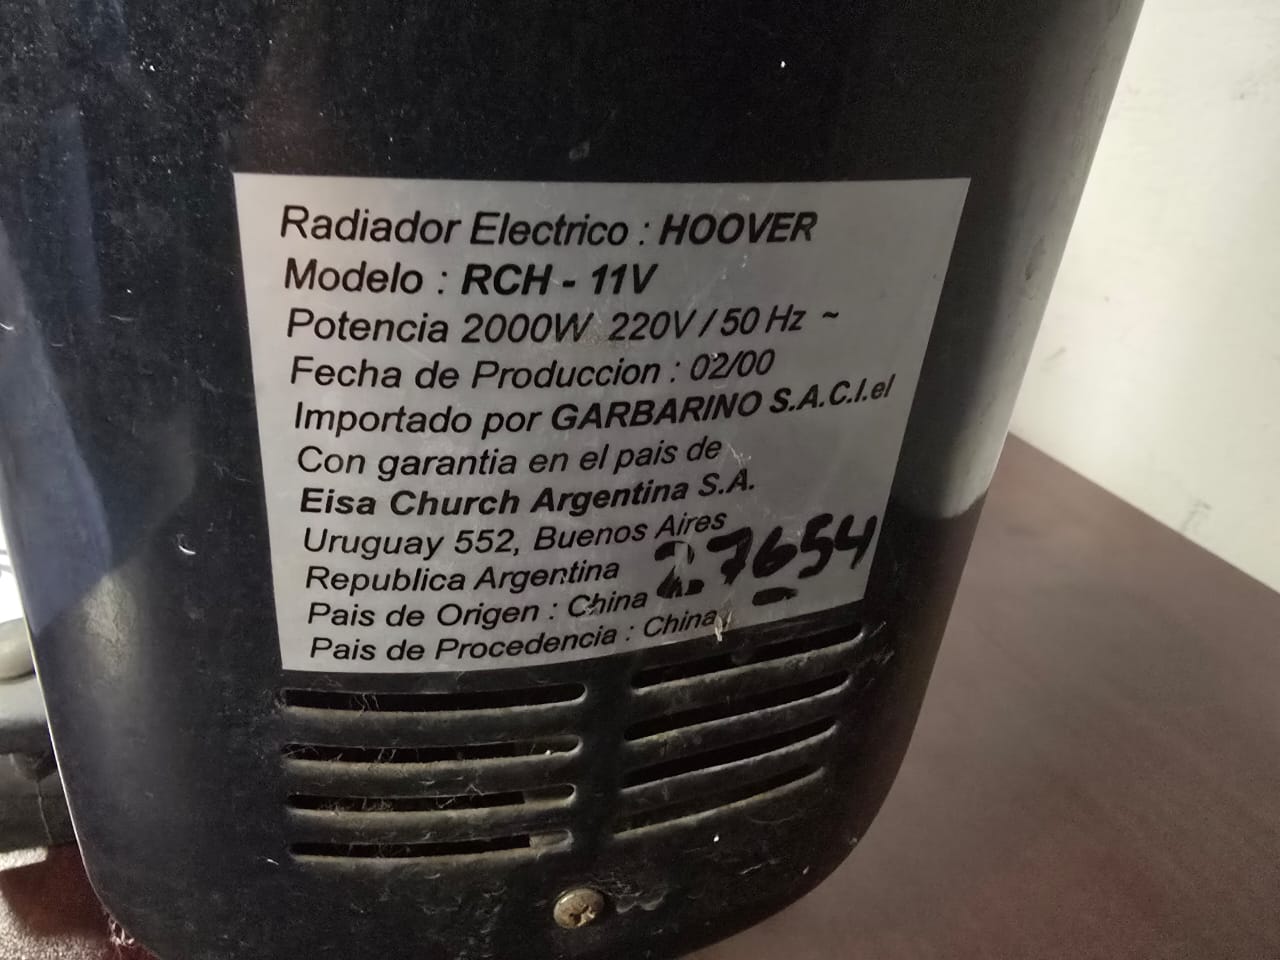 Radiador Electrico : HOOVER
Modelo : RCH - 11V
Potencia 2000W 220V / 50 Hz ~
Fecha de Produccion : 02/00
Importado por GARBARINO S.A.C.I.eI
Con garantia en el pais de
Eisa Church Argentina S.A.
Uruguay 552, Buenos Aires
Republica Argentina
27654
Pais de Origen : China
Pais de Procedencia : China